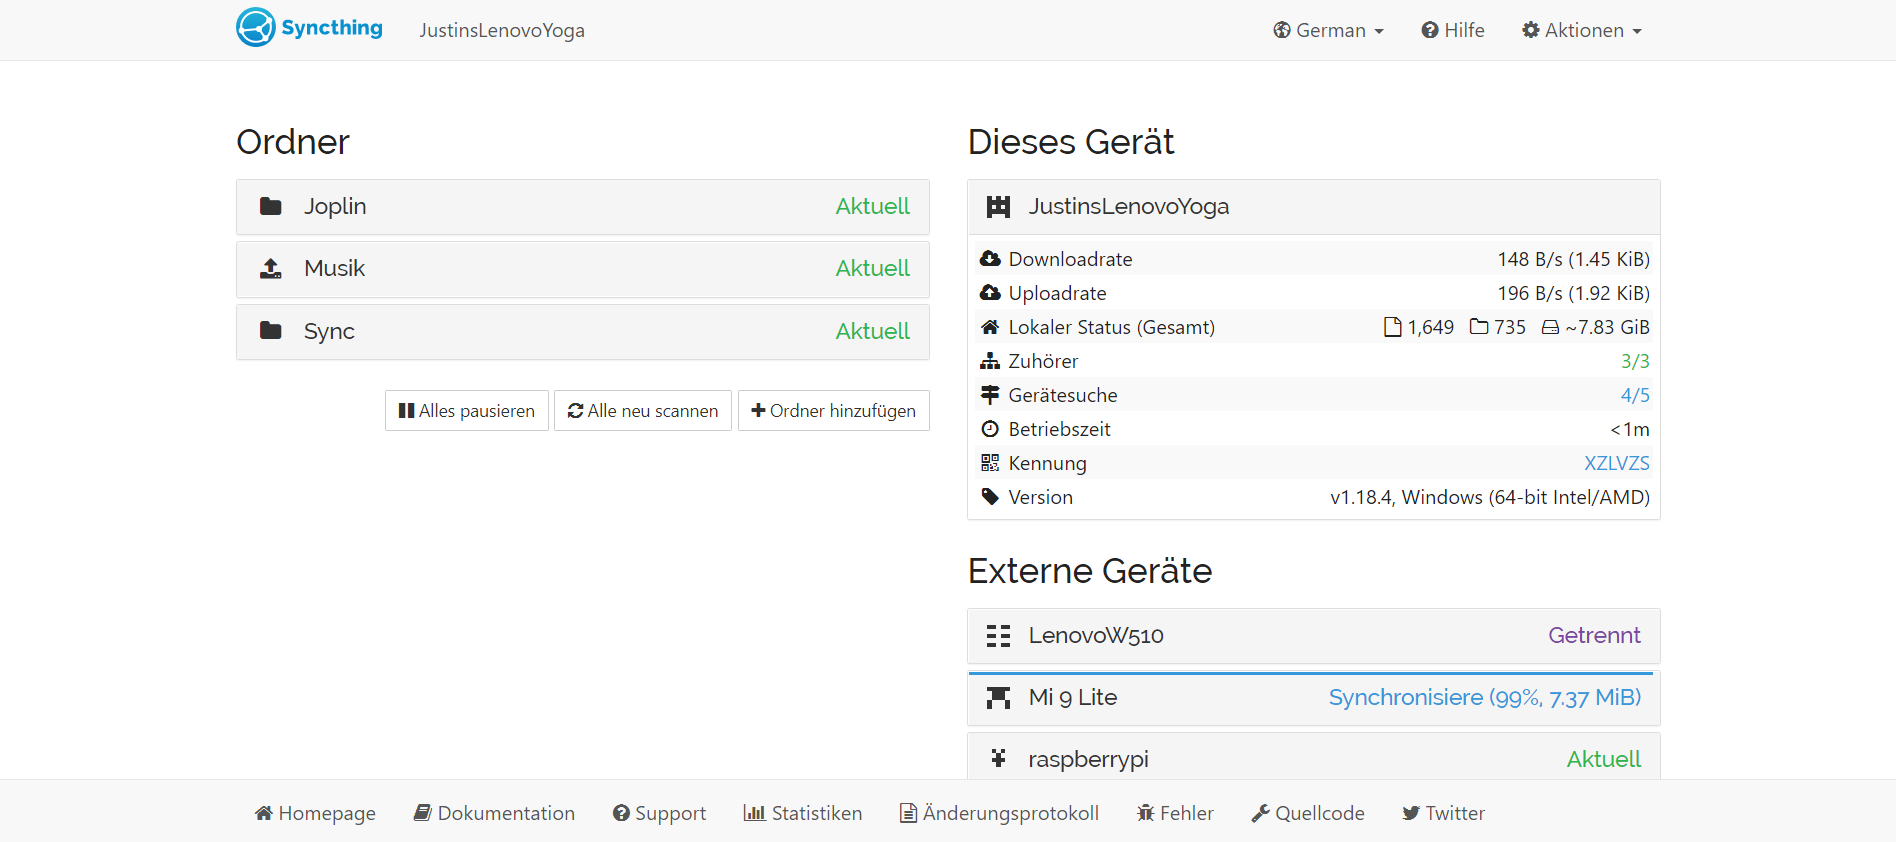 Syncthing JustinsLenovoYoga German Hilfe Aktionen
Ordner
Joplin Aktuell
Musik Aktuell
Sync Aktuell
Alles pausieren Alle neu scannen Ordner hinzufügen
Dieses Gerät
JustinsLenovoYoga
Downloadrate 148 B/s (1.45 KiB)
Uploadrate 196 B/s (1.92 KiB)
Lokaler Status (Gesamt) 1,649 735 ~7.83 GiB
Zuhörer 3/3
Gerätesuche 4/5
Betriebszeit <1m
Kennung XZLVZS
Version v1.18.4, Windows (64-bit Intel/AMD)
Externe Geräte
LenovoW510 Getrennt
Mi 9 Lite Synchronisiere (99%, 7.37 MiB)
raspberrypi Aktuell
Homepage Dokumentation Support Statistiken Änderungsprotokoll Fehler Quellcode Twitter